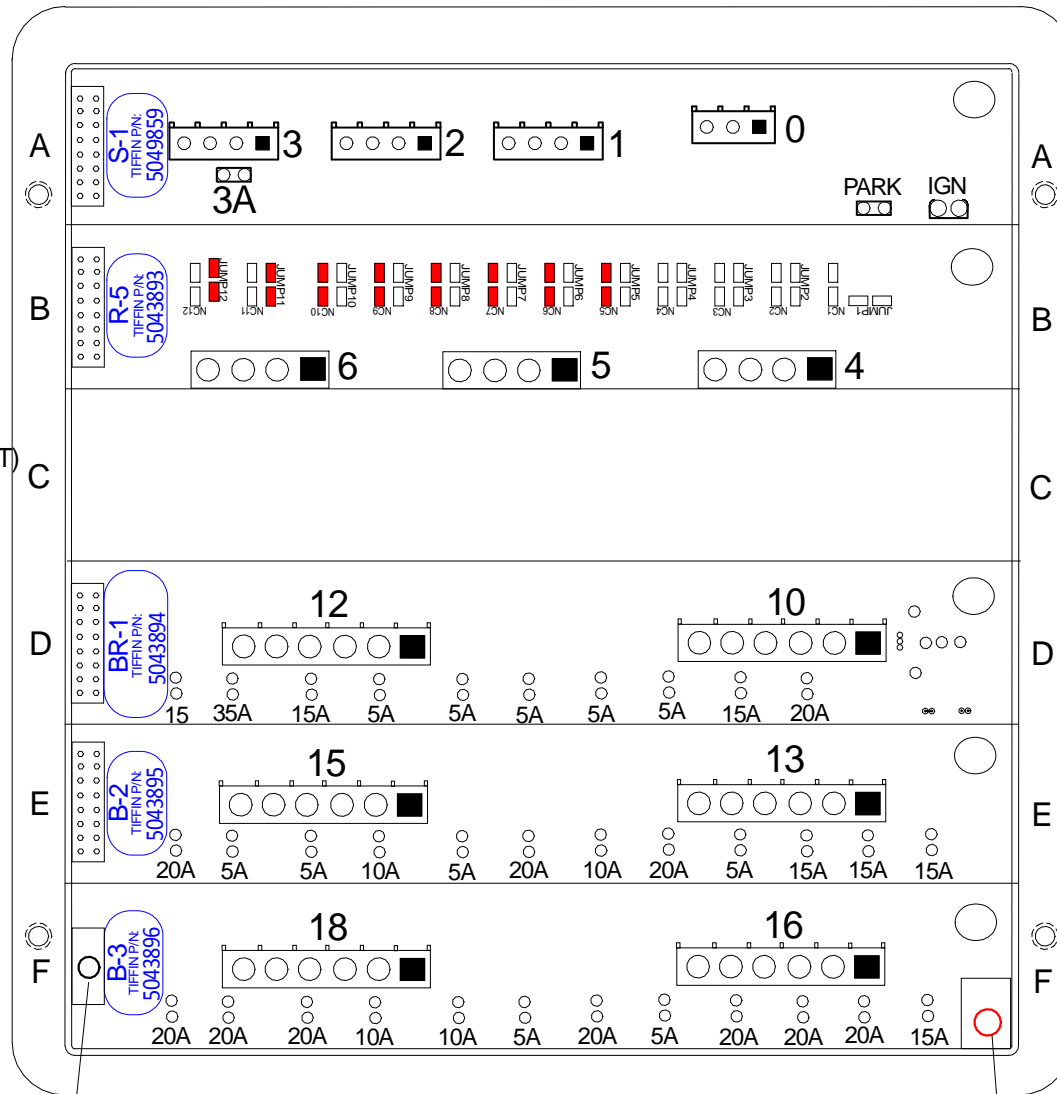 S-1
TIFFIN P/N:
5049859
3
2
1
0
A
A
3A
PARK
IGN
R-5
TIFFIN P/N:
5043893
NC12
JUMP12
NC11
JUMP11
NC10
JUMP10
NC9
JUMP9
NC8
JUMP8
NC7
JUMP7
NC6
JUMP6
NC5
JUMP5
NC4
JUMP4
NC3
JUMP3
NC2
JUMP2
NC1
JUMP1
B
B
6
5
4
T)
C
C
BR-1
TIFFIN P/N:
5043894
12
10
D
D
15 35A 15A 5A 5A 5A 5A 5A 15A 20A
B-2
TIFFIN P/N:
5043895
15
13
E
E
20A 5A 5A 10A 5A 20A 10A 20A 5A 15A 15A 15A
B-3
TIFFIN P/N:
5043896
18
16
F
F
20A 20A 20A 10A 10A 5A 20A 5A 20A 20A 20A 15A